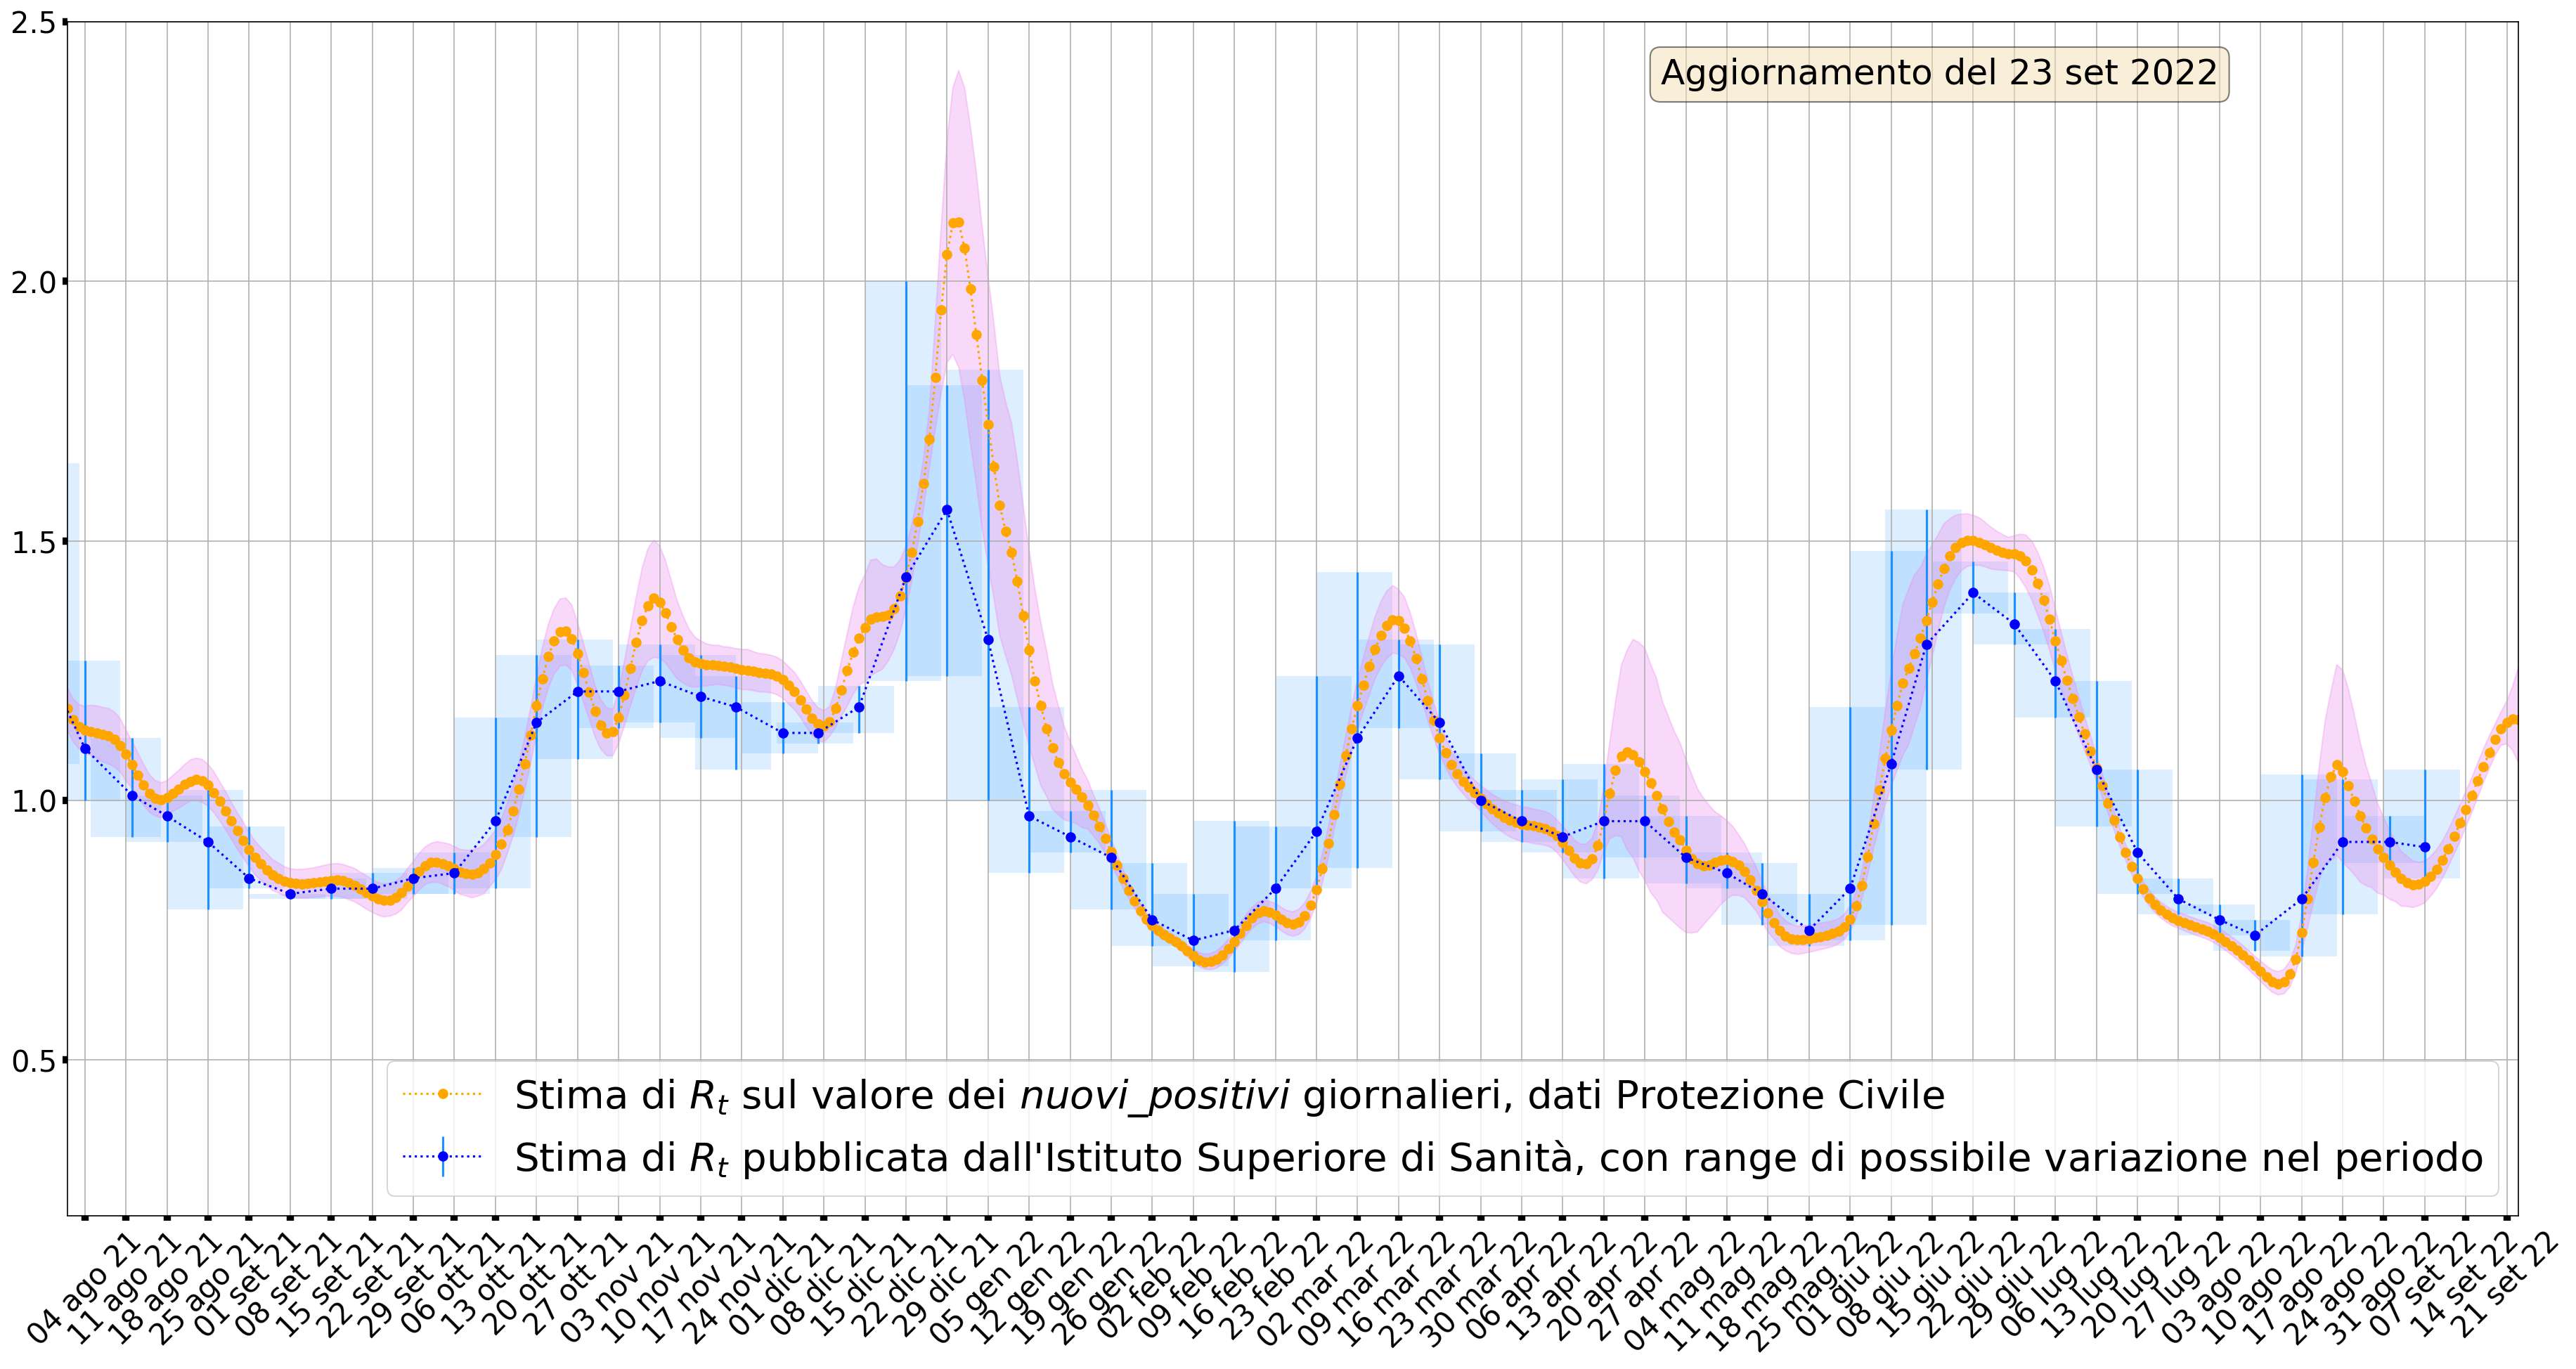 2.5
Aggiornamento del 23 set 2022
2.0
1.5
1.0
0.5
Stima di Rₜ sul valore dei nuovi_positivi giornalieri, dati Protezione Civile
Stima di Rₜ pubblicata dall'Istituto Superiore di Sanità, con range di possibile variazione nel periodo
04 ago 21
11 ago 21
18 ago 21
25 ago 21
01 set 21
08 set 21
15 set 21
22 set 21
29 set 21
06 ott 21
13 ott 21
20 ott 21
27 ott 21
03 nov 21
10 nov 21
17 nov 21
24 nov 21
01 dic 21
08 dic 21
15 dic 21
22 dic 21
29 dic 21
05 gen 22
12 gen 22
19 gen 22
26 gen 22
02 feb 22
09 feb 22
16 feb 22
23 feb 22
02 mar 22
09 mar 22
16 mar 22
23 mar 22
30 mar 22
06 apr 22
13 apr 22
20 apr 22
27 apr 22
04 mag 22
11 mag 22
18 mag 22
25 mag 22
01 giu 22
08 giu 22
15 giu 22
22 giu 22
29 giu 22
06 lug 22
13 lug 22
20 lug 22
27 lug 22
03 ago 22
10 ago 22
17 ago 22
24 ago 22
31 ago 22
07 set 22
14 set 22
21 set 22